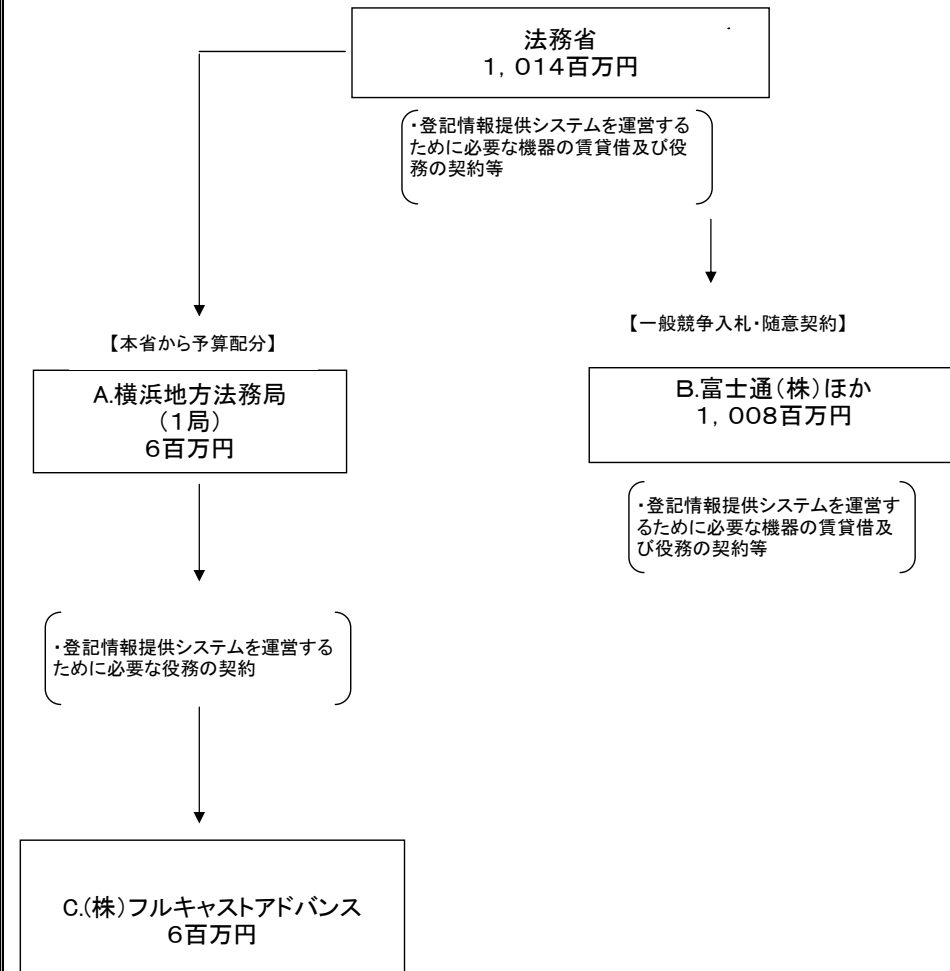 法務省
1，014百万円
・登記情報提供システムを運営する
ために必要な機器の賃貸借及び役
務の契約等
【本省から予算配分】
【一般競争入札・随意契約】
A.横浜地方法務局
（1局）
6百万円
B.富士通（株）ほか
1，008百万円
・登記情報提供システムを運営す
るために必要な機器の賃貸借及
び役務の契約等
・登記情報提供システムを運営する
ために必要な役務の契約
C.（株）フルキャストアドバンス
6百万円